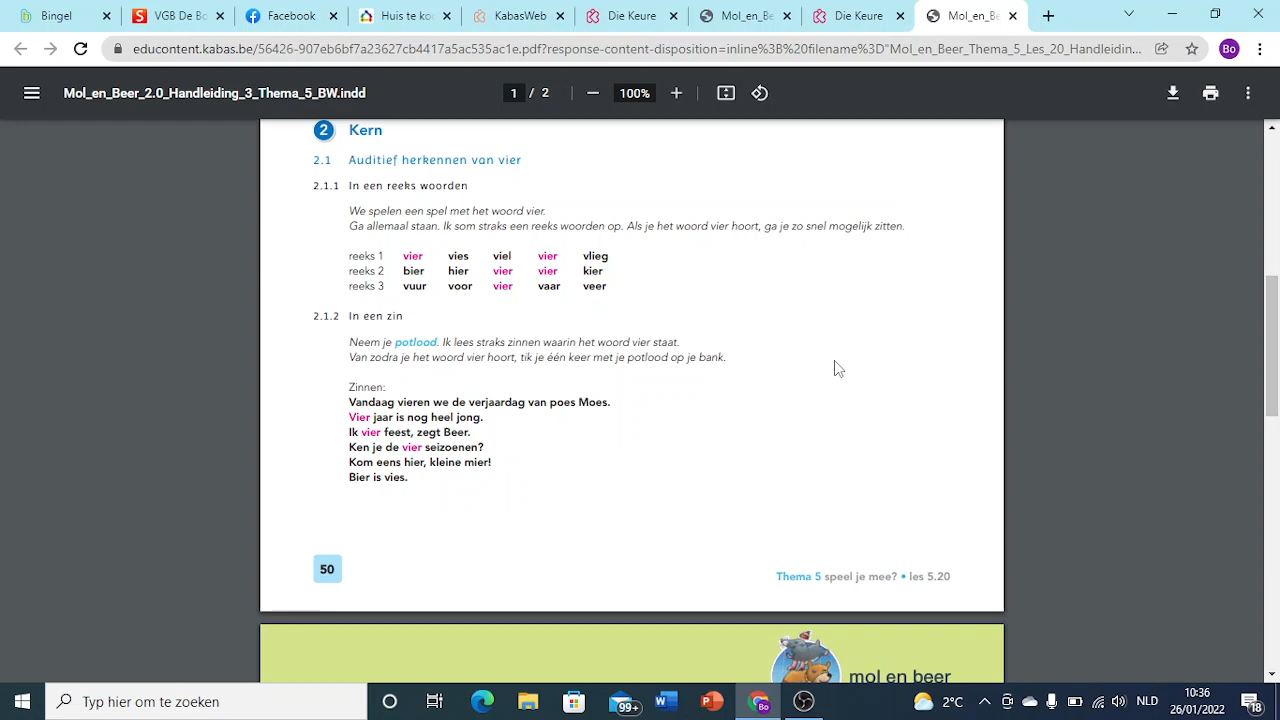 Bingel
VGB De Bo
Facebook
Huis te ko
KabasWeb
Die Keure
Mol_en_Be
Die Keure
Mol_en_Be
educontent.kabas.be/56426-907eb6bf7a23627cb4417a5ac535ac1e.pdf?response-content-disposition=inline%3B%20filename%3D"Mol_en_Beer_Thema_5_Les_20_Handleidin...
Bo
Mol_en_Beer_2.0_Handleiding_3_Thema_5_BW.indd
1 / 2
100%
2 Kern
2.1 Auditief herkennen van vier
2.1.1 In een reeks woorden
We spelen een spel met het woord vier.
Ga allemaal staan. Ik som straks een reeks woorden op. Als je het woord vier hoort, ga je zo snel mogelijk zitten.
reeks 1 vier vies viel vier vlieg
reeks 2 bier hier vier vier kier
reeks 3 vuur voor vier vaar veer
2.1.2 In een zin
Neem je potlood. Ik lees straks zinnen waarin het woord vier staat.
Van zodra je het woord vier hoort, tik je één keer met je potlood op je bank.
Zinnen:
Vandaag vieren we de verjaardag van poes Moes.
Vier jaar is nog heel jong.
Ik vier feest, zegt Beer.
Ken je de vier seizoenen?
Kom eens hier, kleine mier!
Bier is vies.
50
Thema 5 speel je mee? • les 5.20
mol en beer
Typ hier om te zoeken
99+
Bo
2°C
NLD
10:36
26/01/2022
18